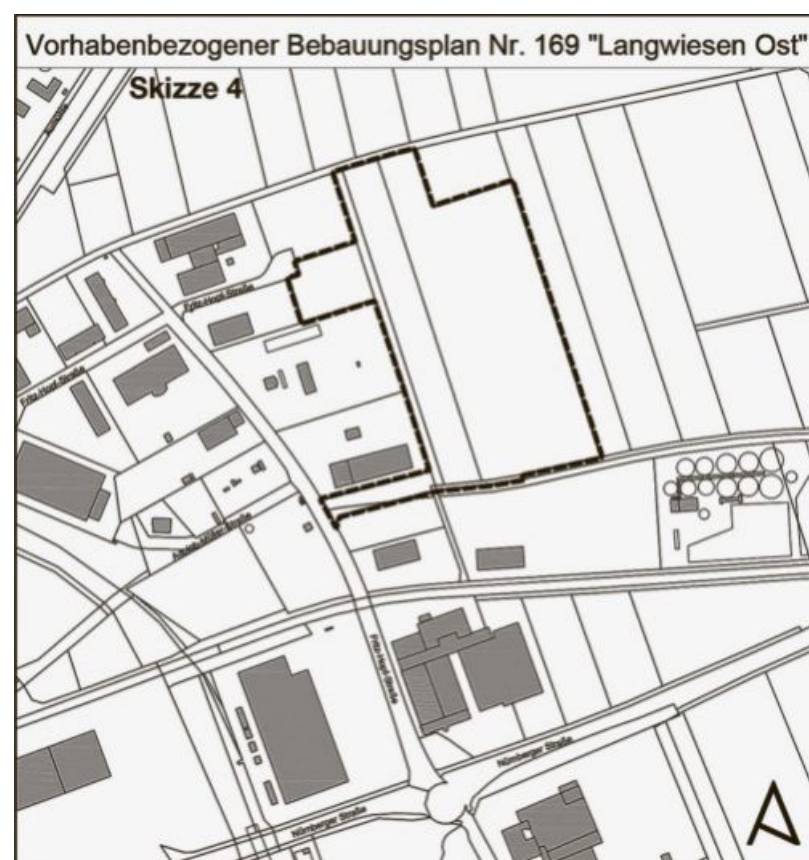 Vorhabenbezogener Bebauungsplan Nr. 169 "Langwiesen Ost"
Skizze 4
Fritz-Hopf-Straße
Fritz-Hopf-Straße
Fritz-Hopf-Straße
Nürnberger Straße
Nürnberger Straße